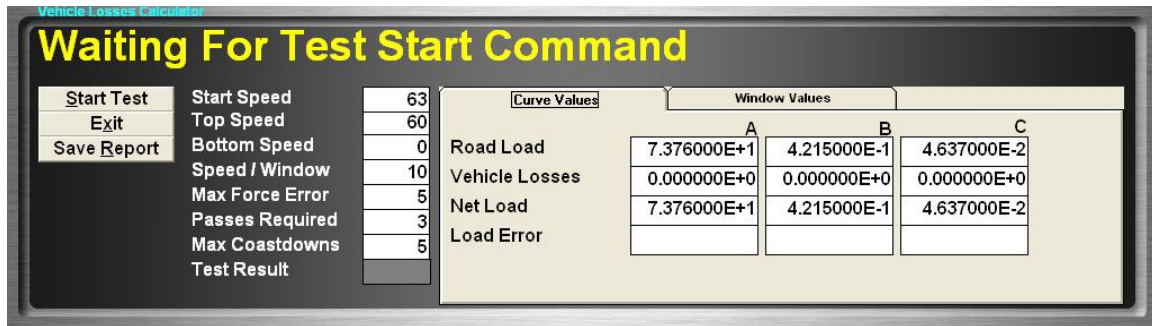 Vehicle Losses Calculator
Waiting For Test Start Command
Start Test
Exit
Save Report
Start Speed 63
Top Speed 60
Bottom Speed 0
Speed / Window 10
Max Force Error 5
Passes Required 3
Max Coastdowns 5
Test Result
Curve Values Window Values
A B C
Road Load 7.376000E+1 4.215000E-1 4.637000E-2
Vehicle Losses 0.000000E+0 0.000000E+0 0.000000E+0
Net Load 7.376000E+1 4.215000E-1 4.637000E-2
Load Error